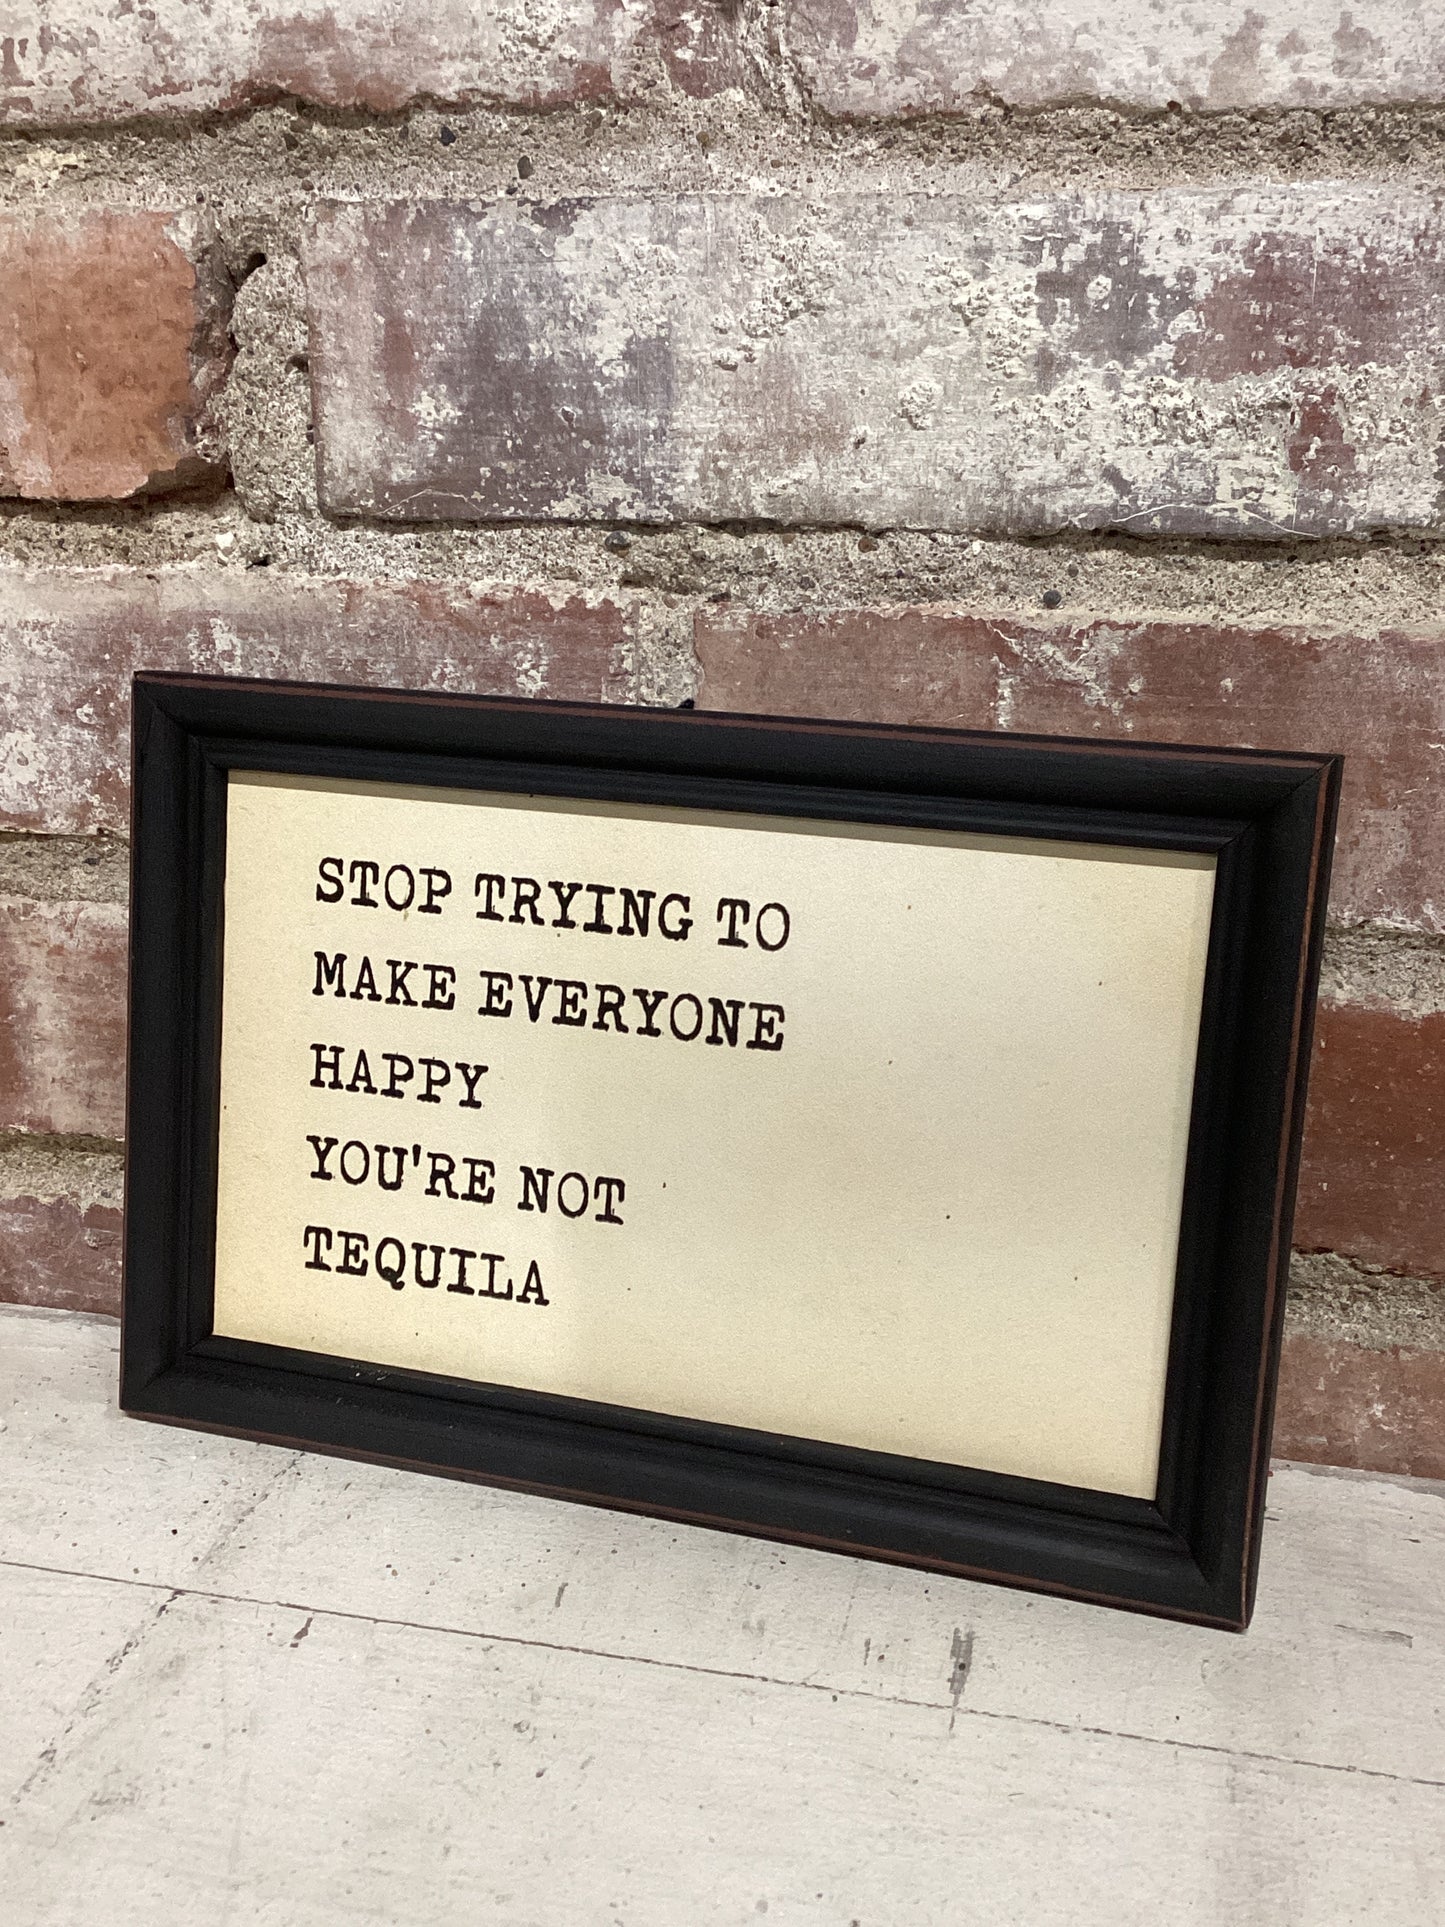 STOP TRYING TO
MAKE EVERYONE
HAPPY
YOU'RE NOT
TEQUILA